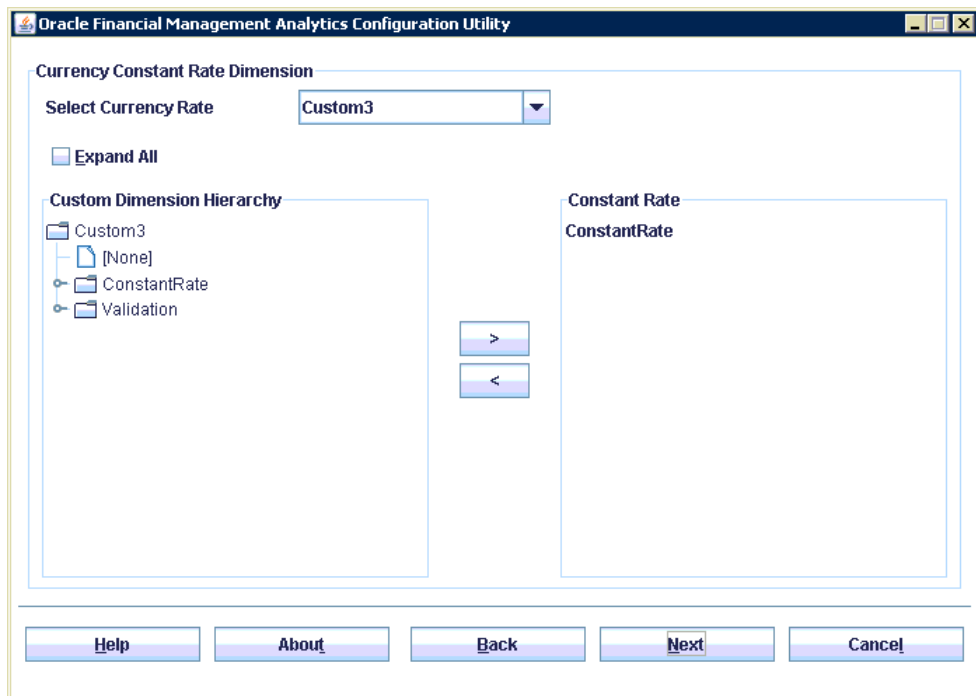 Oracle Financial Management Analytics Configuration Utility
Currency Constant Rate Dimension
Select Currency Rate Custom3
Expand All
Custom Dimension Hierarchy Constant Rate
Custom3 ConstantRate
[None]
ConstantRate
Validation
>
<
Help About Back Next Cancel